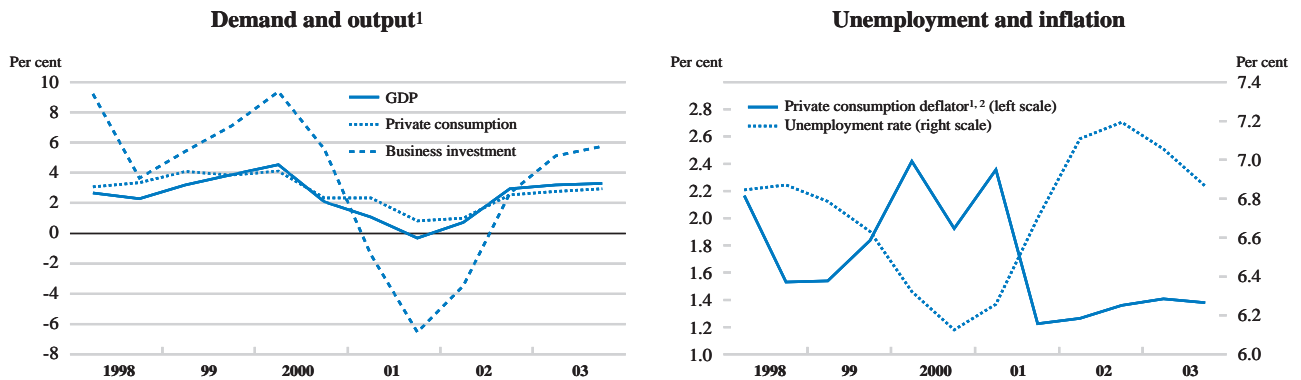 Demand and output¹
Per cent
10
8
6
4
2
0
-2
-4
-6
-8
GDP
Private consumption
Business investment
1998 99 2000 01 02 03
Unemployment and inflation
Per cent Per cent
2.8
2.6
2.4
2.2
2.0
1.8
1.6
1.4
1.2
1.0
Private consumption deflator¹, ² (left scale)
Unemployment rate (right scale)
7.4
7.2
7.0
6.8
6.6
6.4
6.2
6.0
1998 99 2000 01 02 03